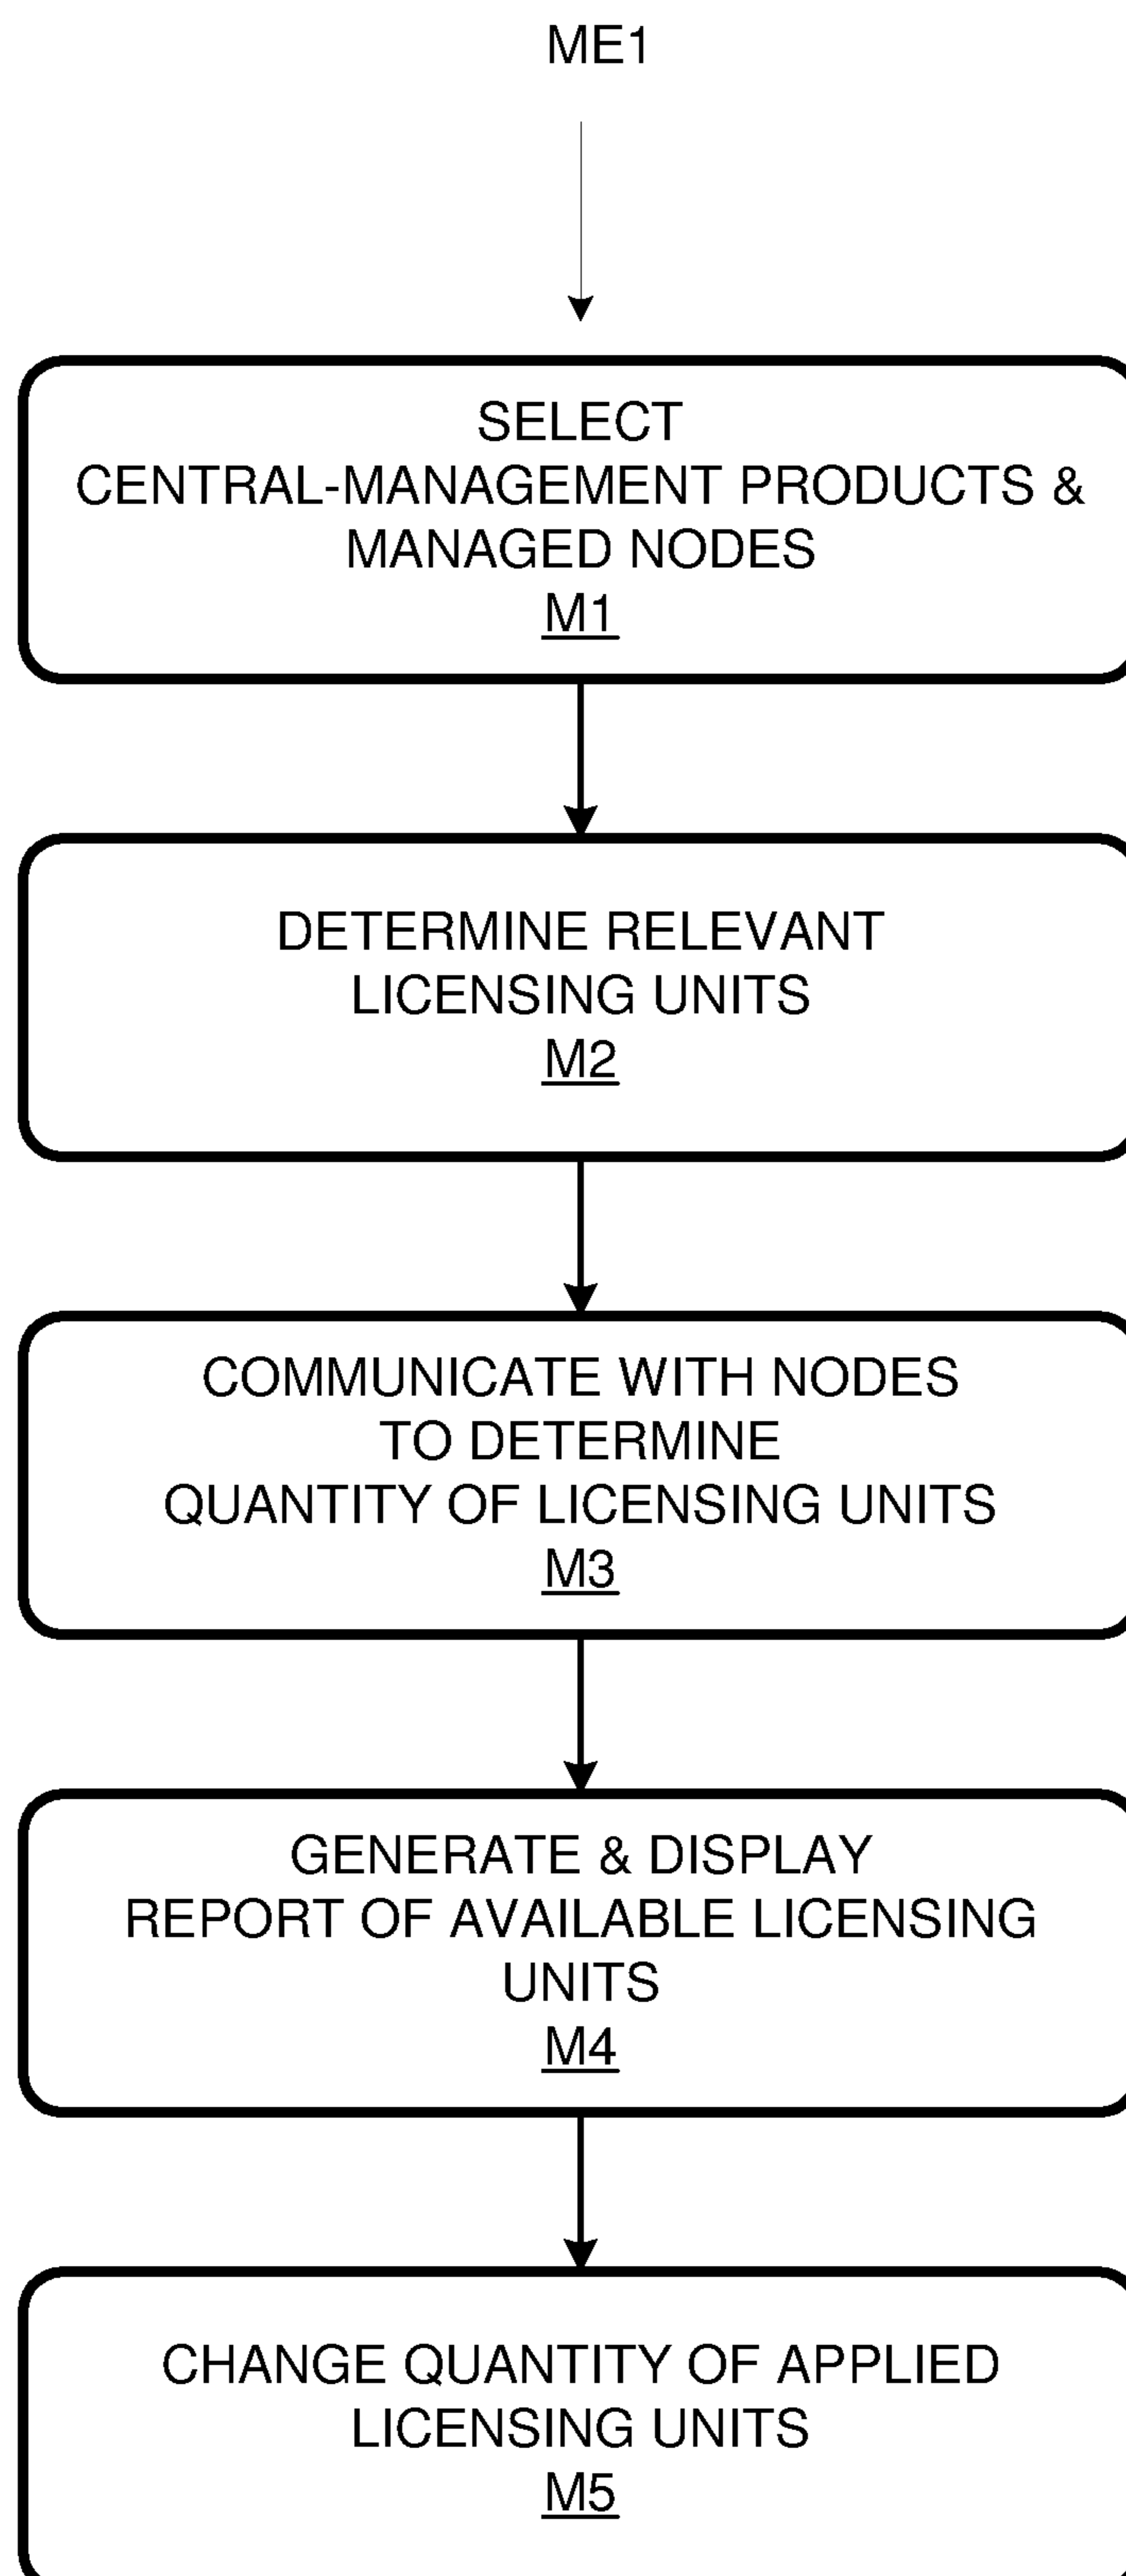 ME1
SELECT
CENTRAL-MANAGEMENT PRODUCTS &
MANAGED NODES
M1
DETERMINE RELEVANT
LICENSING UNITS
M2
COMMUNICATE WITH NODES
TO DETERMINE
QUANTITY OF LICENSING UNITS
M3
GENERATE & DISPLAY
REPORT OF AVAILABLE LICENSING
UNITS
M4
CHANGE QUANTITY OF APPLIED
LICENSING UNITS
M5